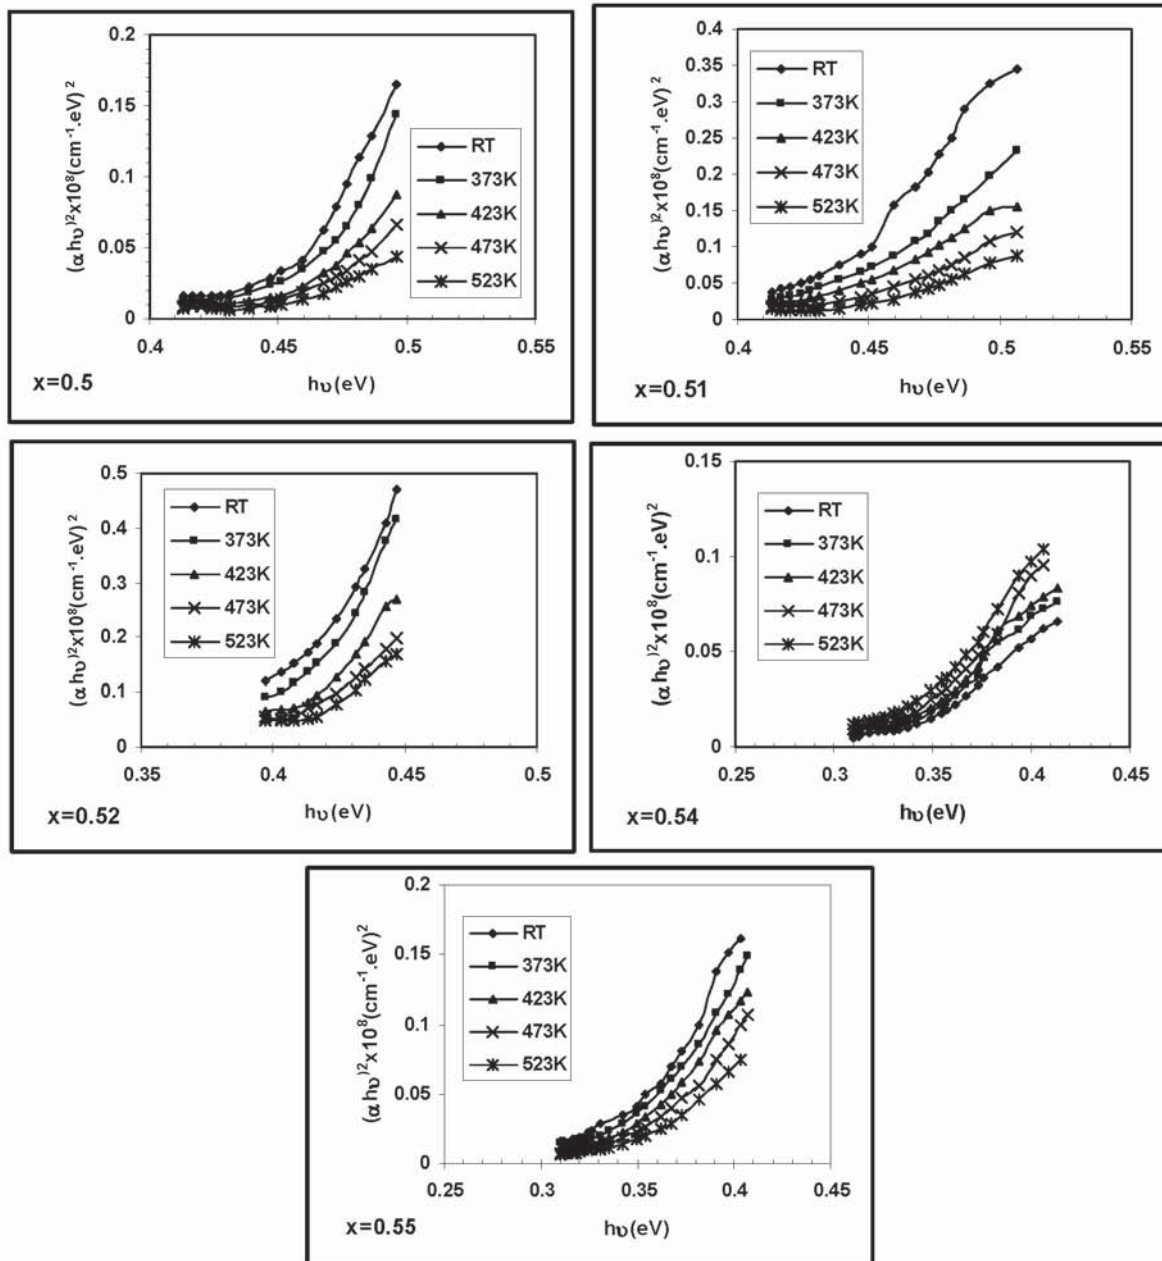 (αhυ)²x10⁸(cm⁻¹.eV)²
0.2
0.15
0.1
0.05
0
RT
373K
423K
473K
523K
0.4 0.45 0.5 0.55
x=0.5 hυ(eV)
(αhυ)²x10⁸(cm⁻¹.eV)²
0.4
0.35
0.3
0.25
0.2
0.15
0.1
0.05
0
RT
373K
423K
473K
523K
0.4 0.45 0.5 0.55
x=0.51 hυ(eV)
(αhυ)²x10⁸(cm⁻¹.eV)²
0.5
0.4
0.3
0.2
0.1
0
RT
373K
423K
473K
523K
0.35 0.4 0.45 0.5
x=0.52 hυ(eV)
(αhυ)²x10⁸(cm⁻¹.eV)²
0.15
0.1
0.05
0
RT
373K
423K
473K
523K
0.25 0.3 0.35 0.4 0.45
x=0.54 hυ(eV)
(αhυ)²x10⁸(cm⁻¹.eV)²
0.2
0.15
0.1
0.05
0
RT
373K
423K
473K
523K
0.25 0.3 0.35 0.4 0.45
x=0.55 hυ(eV)